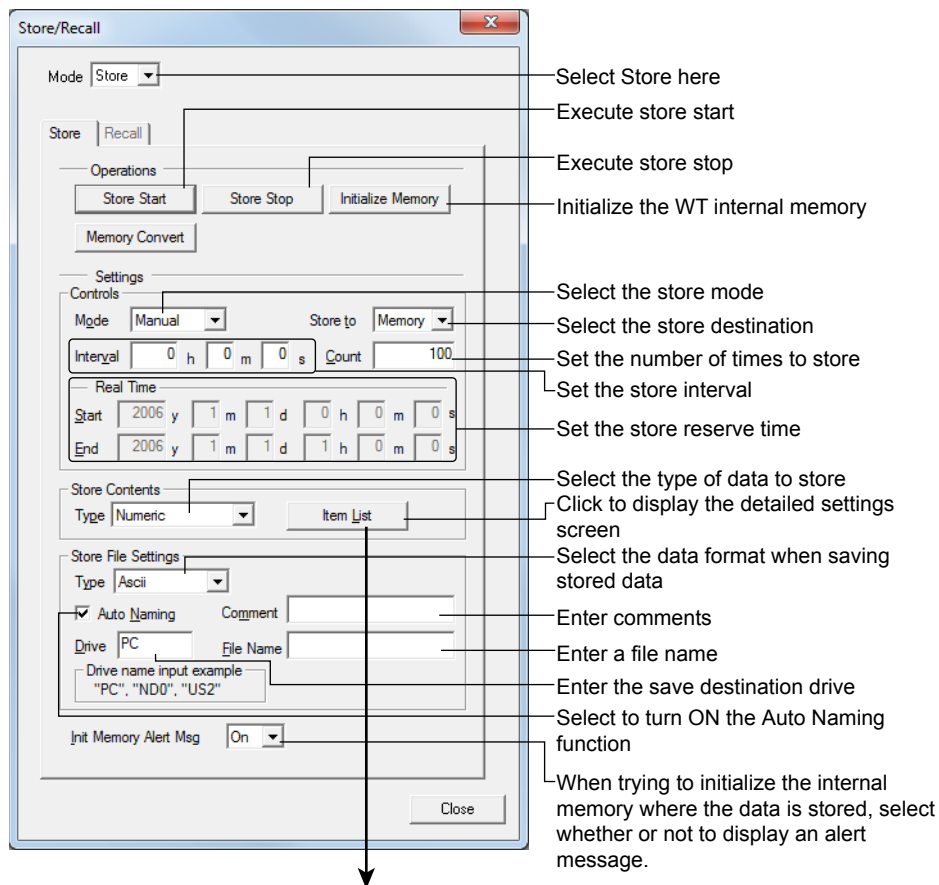 Store/Recall
x
Mode Store
Select Store here
Execute store start
Store Recall
Execute store stop
Operations
Store Start Store Stop Initialize Memory
Initialize the WT internal memory
Memory Convert
Settings
Controls
Select the store mode
Mode Manual Store to Memory
Select the store destination
Interval 0 h 0 m 0 s Count 100
Set the number of times to store
Set the store interval
Real Time
Start 2006 y 1 m 1 d 0 h 0 m 0 s
Set the store reserve time
End 2006 y 1 m 1 d 1 h 0 m 0 s
Select the type of data to store
Store Contents
Type Numeric Item List
Click to display the detailed settings
screen
Store File Settings
Select the data format when saving
stored data
Type Ascii
Auto Naming Comment
Enter comments
Drive PC File Name
Enter a file name
Drive name input example
"PC", "ND0", "US2"
Enter the save destination drive
Select to turn ON the Auto Naming
function
Init Memory Alert Msg On
When trying to initialize the internal
memory where the data is stored, select
whether or not to display an alert
message.
Close